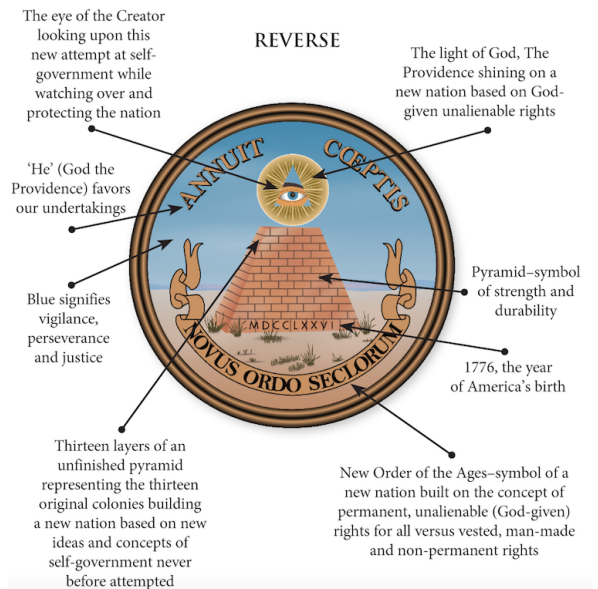 The eye of the Creator
looking upon this
new attempt at self-
government while
watching over and
protecting the nation
REVERSE
The light of God, The
Providence shining on a
new nation based on God-
given unalienable rights
‘He’ (God the
Providence) favors
our undertakings
ANNUIT CŒPTIS
Blue signifies
vigilance,
perseverance
and justice
Pyramid–symbol
of strength and
durability
MDCCLXXVI
NOVUS ORDO SECLORUM
1776, the year
of America’s birth
Thirteen layers of an
unfinished pyramid
representing the thirteen
original colonies building
a new nation based on new
ideas and concepts of
self-government never
before attempted
New Order of the Ages–symbol of a
new nation built on the concept of
permanent, unalienable (God-given)
rights for all versus vested, man-made
and non-permanent rights